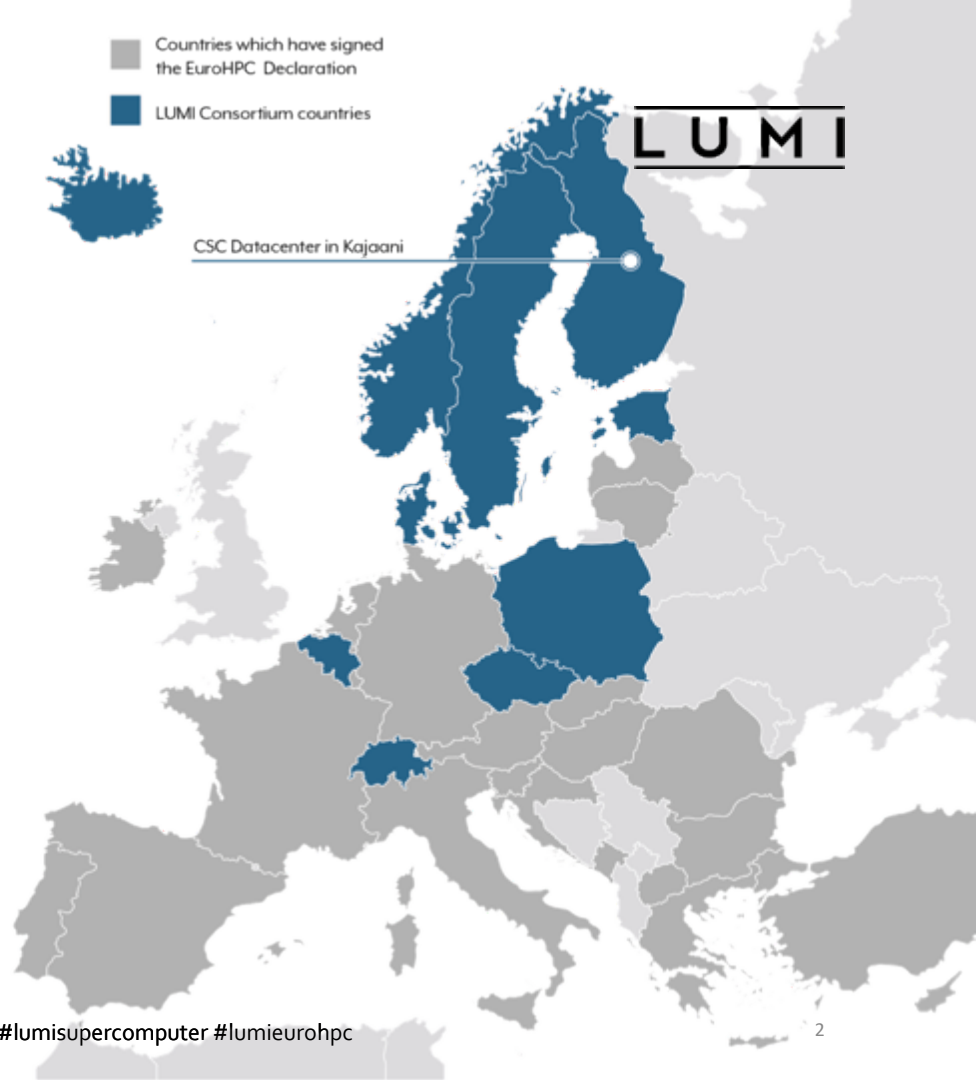 Countries which have signed
the EuroHPC Declaration
LUMI Consortium countries
LUMI
CSC Datacenter in Kajaani
#lumisupercomputer #lumieurohpc
2